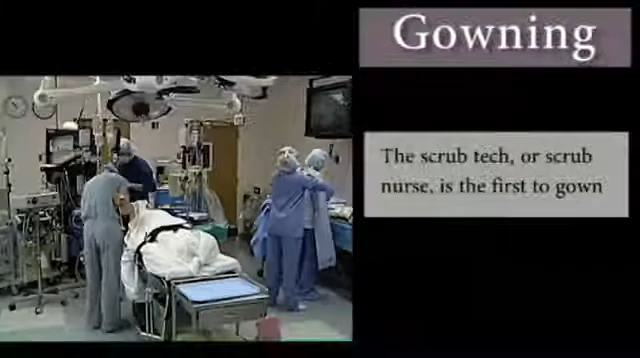 Gowning
The scrub tech, or scrub
nurse, is the first to gown